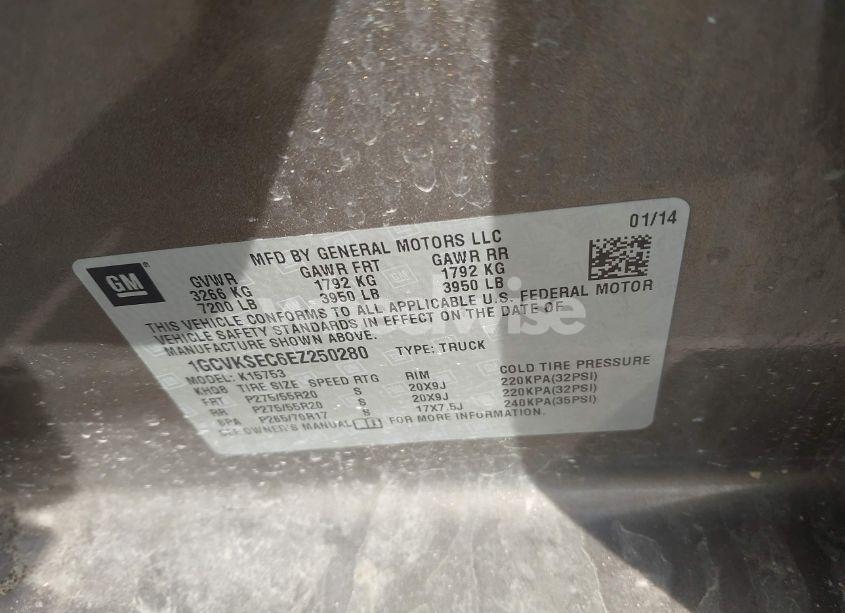 01/14
MFD BY GENERAL MOTORS LLC
GM
GVWR GAWR FRT GAWR RR
3266 KG 1792 KG 1792 KG
7200 LB 3950 LB 3950 LB
THIS VEHICLE CONFORMS TO ALL APPLICABLE U.S. FEDERAL MOTOR
VEHICLE SAFETY STANDARDS IN EFFECT ON THE DATE OF
MANUFACTURE SHOWN ABOVE.
1GCVKSEC6EZ250280 TYPE: TRUCK
MODEL: K15753
KHQ8 TIRE SIZE SPEED RTG RIM COLD TIRE PRESSURE
FRT P275/55R20 S 20X9J 220KPA(32PSI)
RR P275/55R20 S 20X9J 220KPA(32PSI)
SPA P265/70R17 S 17X7.5J 240KPA(35PSI)
SEE OWNER'S MANUAL FOR MORE INFORMATION.